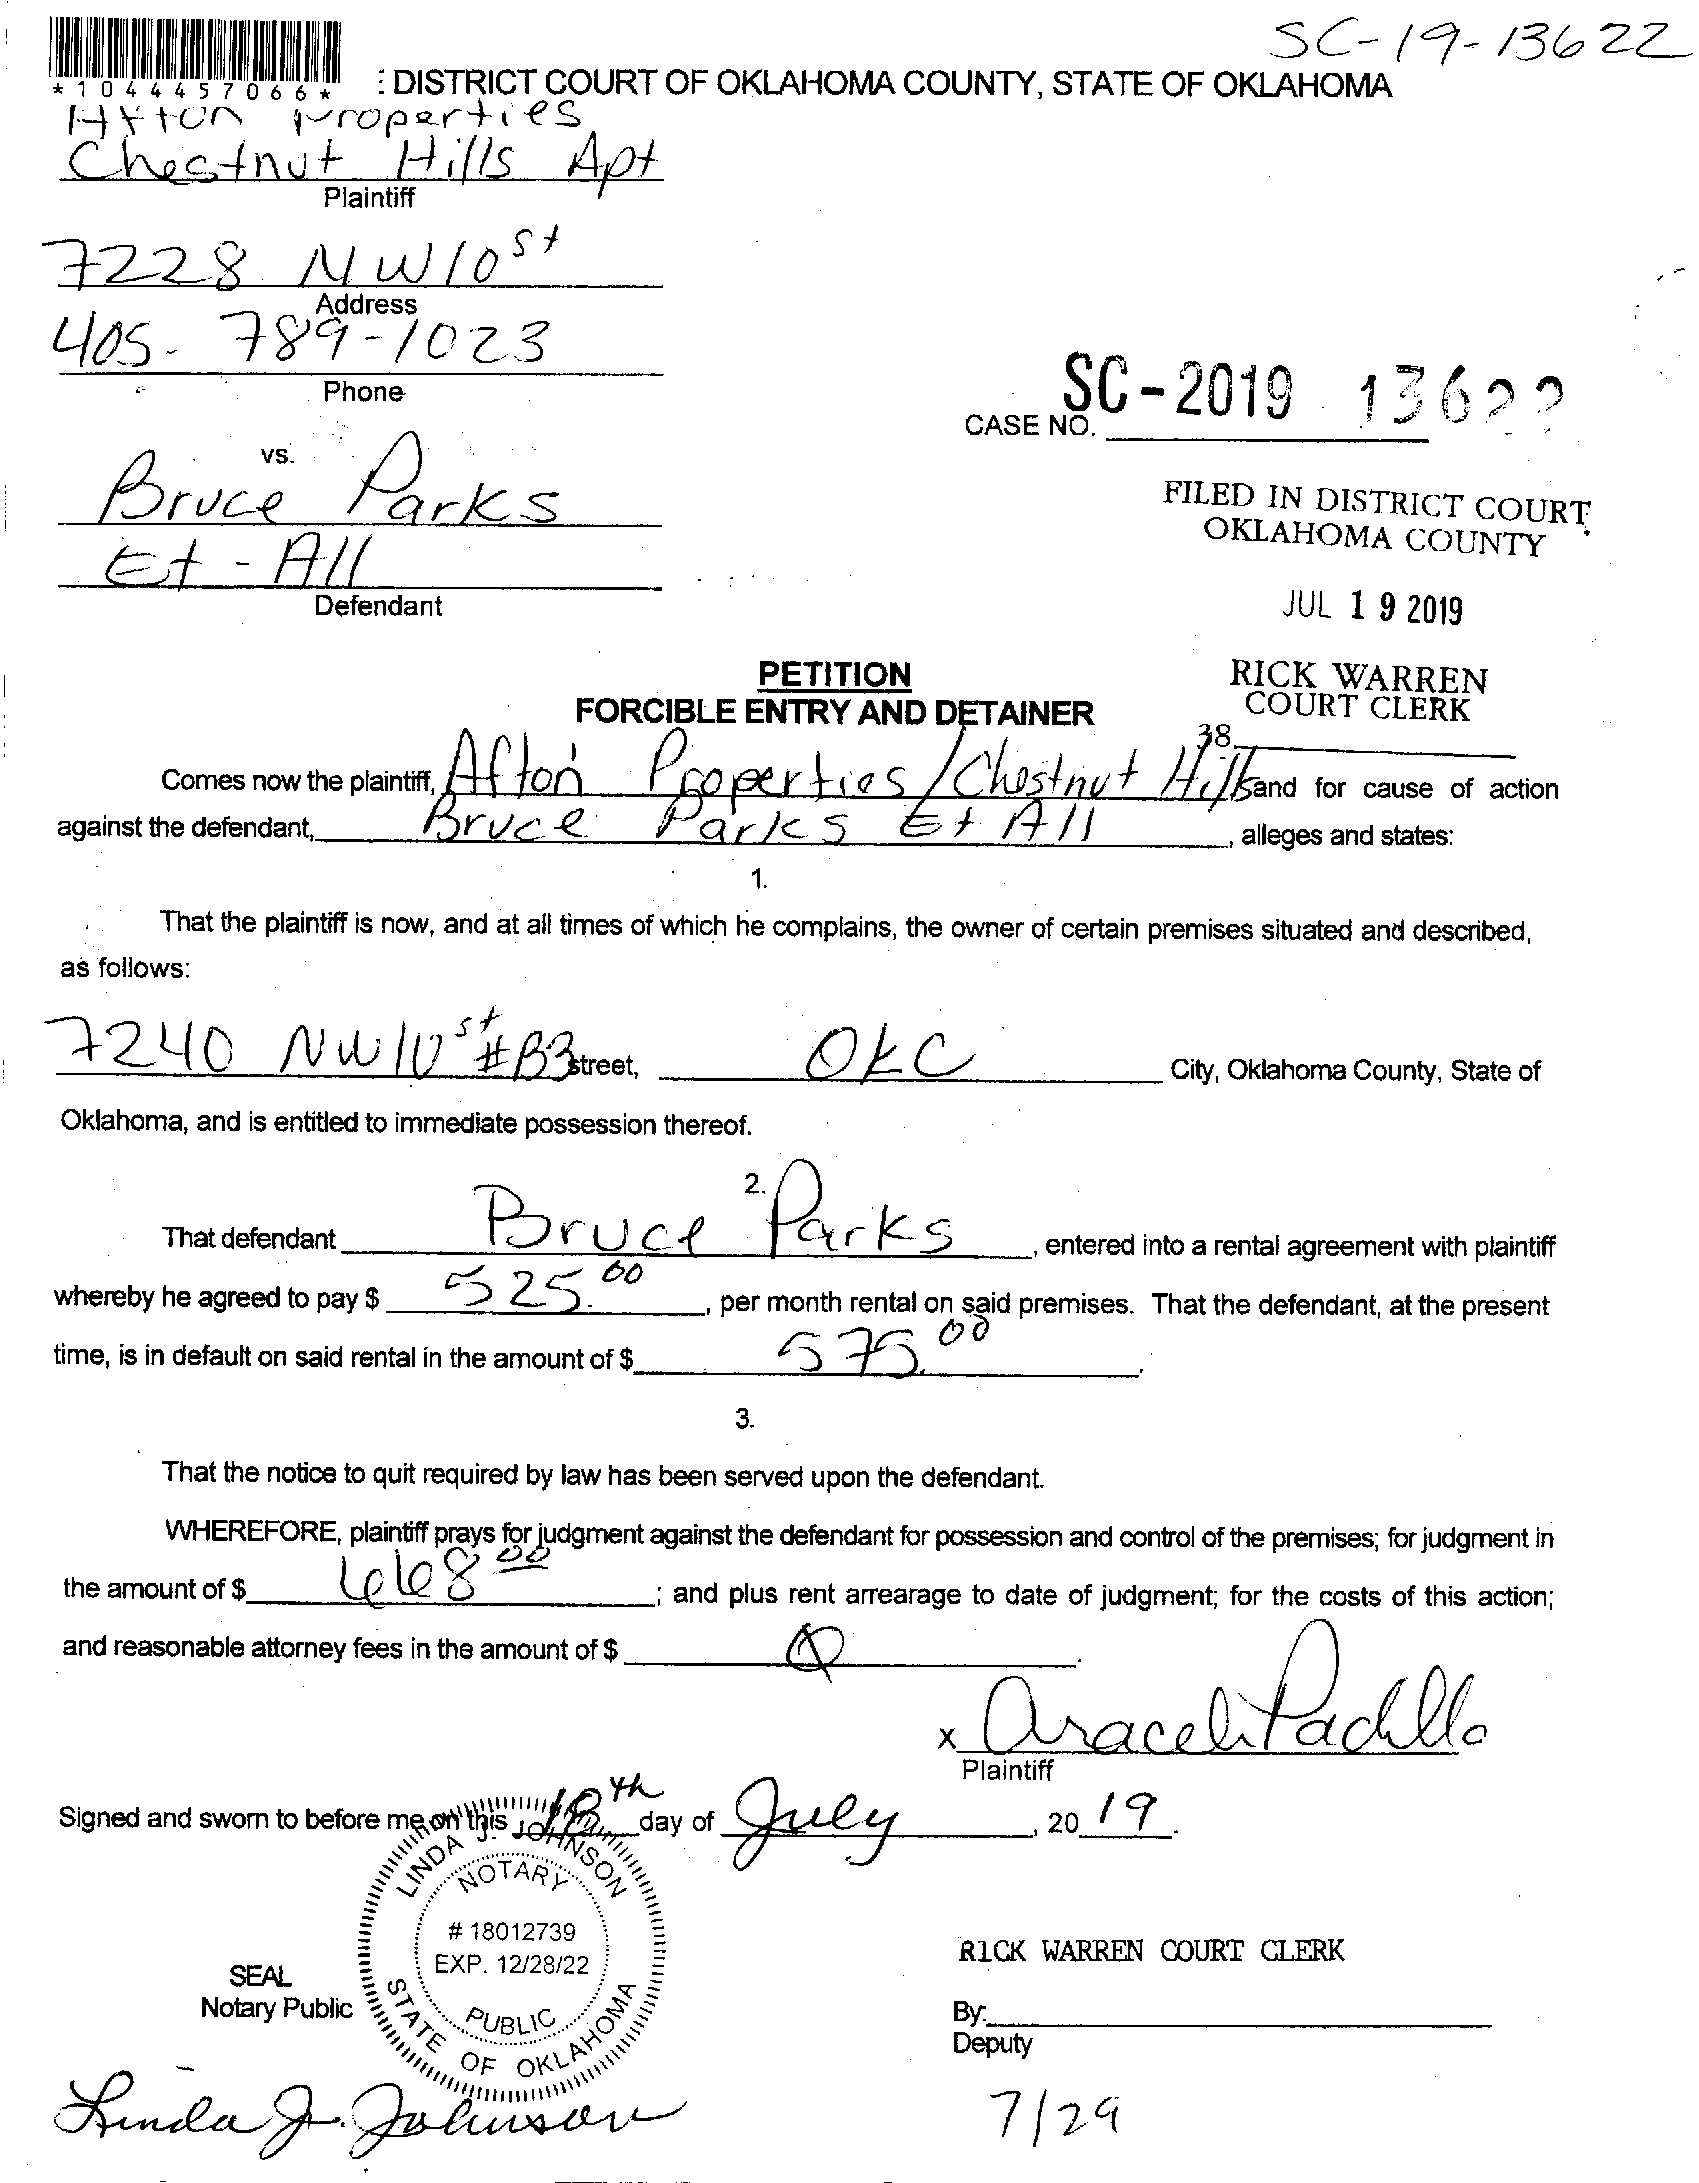 SC-19-13622
*1044457066*
: DISTRICT COURT OF OKLAHOMA COUNTY, STATE OF OKLAHOMA
Afton Properties
Chestnut Hills Apt
Plaintiff
7228 NW 10 St
Address
405-789-1023
Phone
SC-2019 13622
CASE NO.
vs.
Bruce Parks
Et-All
Defendant
FILED IN DISTRICT COURT
OKLAHOMA COUNTY
JUL 19 2019
RICK WARREN
COURT CLERK
38
PETITION
FORCIBLE ENTRY AND DETAINER
Comes now the plaintiff, Afton Properties/Chestnut Hills and for cause of action
against the defendant, Bruce Parks Et All, alleges and states:
1.
That the plaintiff is now, and at all times of which he complains, the owner of certain premises situated and described,
as follows:
7240 NW 10 st #B3 street, OKC City, Oklahoma County, State of
Oklahoma, and is entitled to immediate possession thereof.
2.
That defendant Bruce Parks, entered into a rental agreement with plaintiff
whereby he agreed to pay $ 525.00, per month rental on said premises. That the defendant, at the present
time, is in default on said rental in the amount of $ 575.00.
3.
That the notice to quit required by law has been served upon the defendant.
WHEREFORE, plaintiff prays for judgment against the defendant for possession and control of the premises; for judgment in
the amount of $ 668 00; and plus rent arrearage to date of judgment; for the costs of this action;
and reasonable attorney fees in the amount of $
x Araceli Padilla
Plaintiff
Signed and sworn to before me on this 18th day of July, 2019.
LINDA J. JOHNSON
NOTARY
# 18012739
EXP. 12/28/22
PUBLIC
STATE OF OKLAHOMA
SEAL
Notary Public
RICK WARREN COURT CLERK
By:
Deputy
Linda J. Johnson
7/29